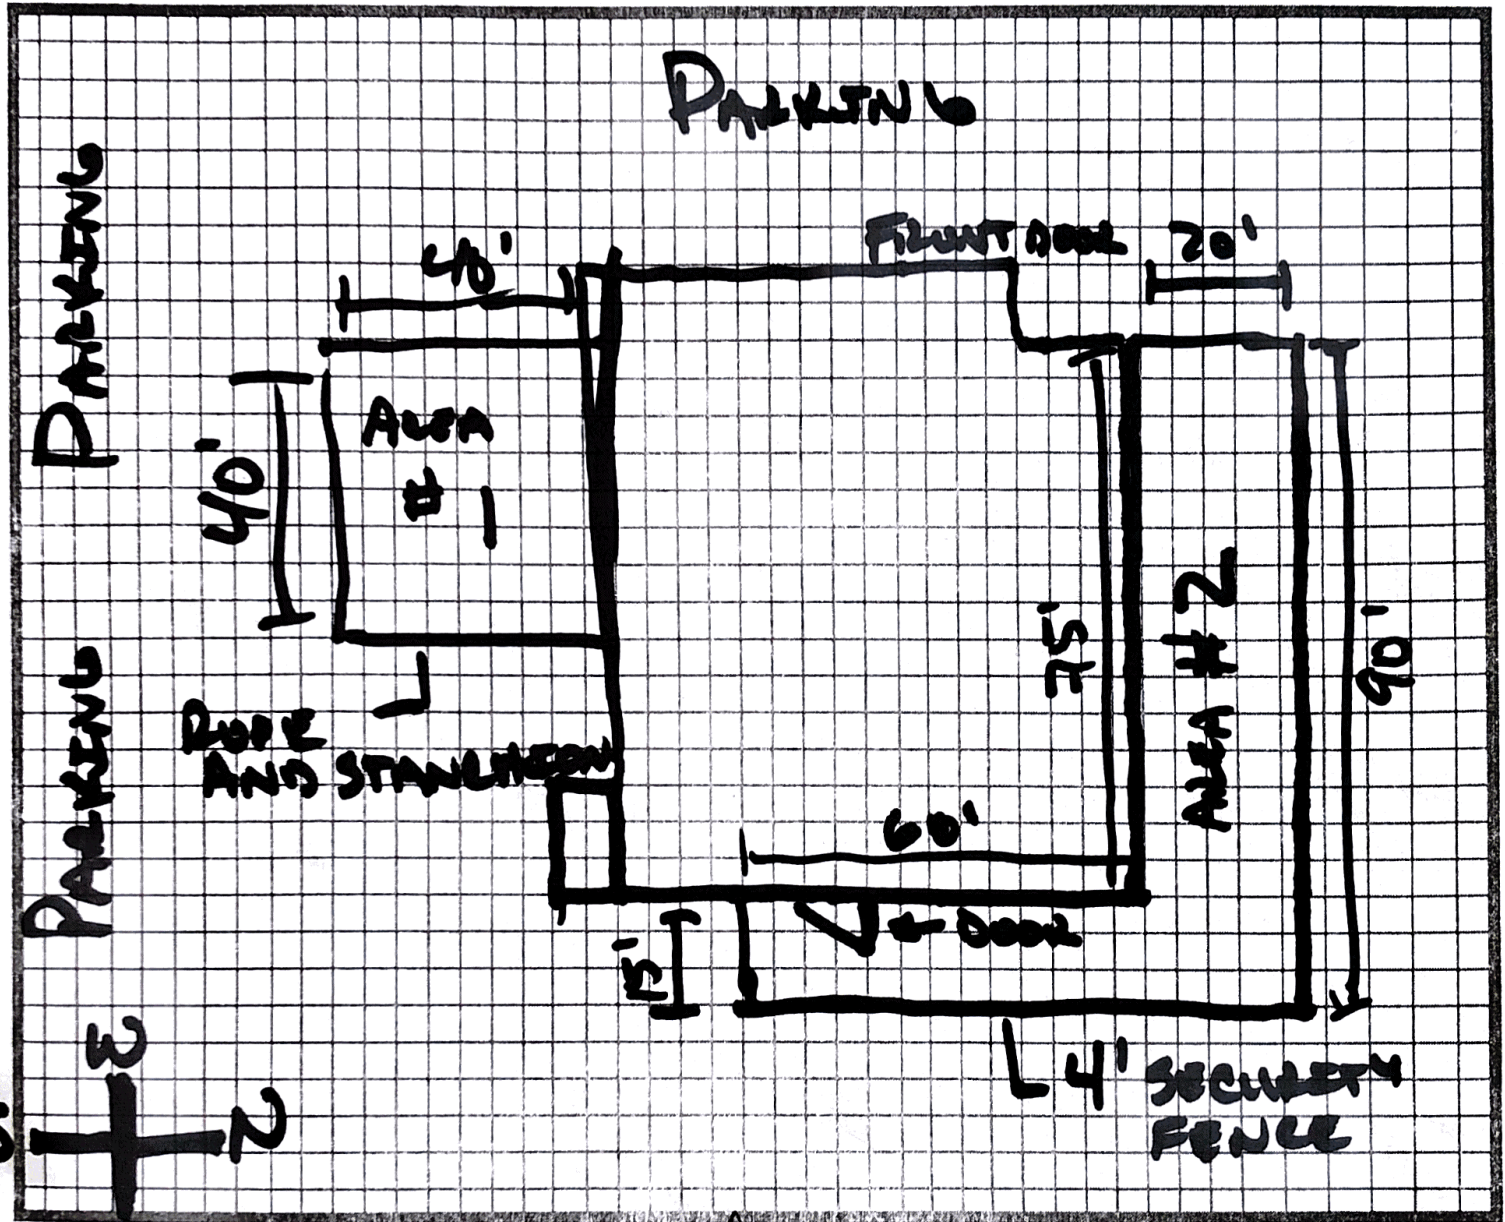 PARKING
PARKING
FRONT DOOR
20'
40'
AREA
# 1
40'
75'
AREA #2
90'
ROPE
AND STANCHION
PARKING
60'
← DOOR
15'
4' SECURITY
FENCE
E
N